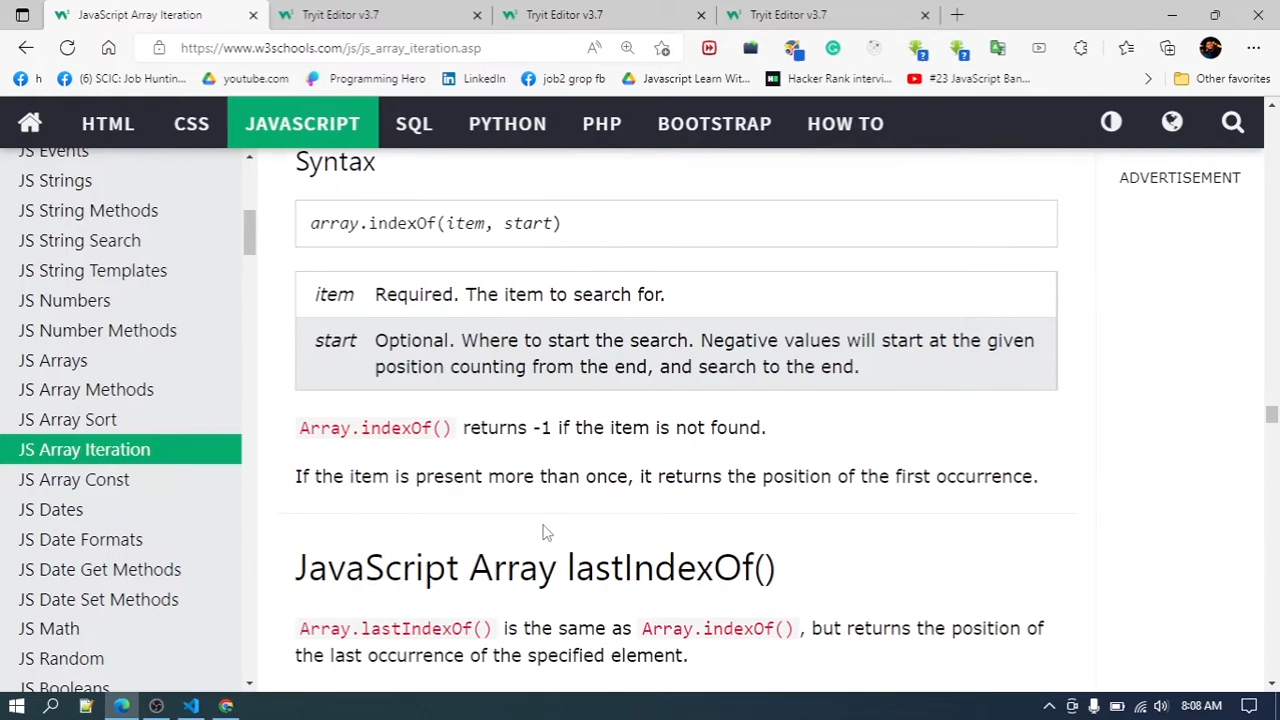 JavaScript Array Iteration
Tryit Editor v3.7
Tryit Editor v3.7
Tryit Editor v3.7
https://www.w3schools.com/js/js_array_iteration.asp
h
(6) SCIC: Job Huntin...
youtube.com
Programming Hero
LinkedIn
job2 grop fb
Javascript Learn Wit...
Hacker Rank intervi...
#23 JavaScript Ban...
Other favorites
HTML
CSS
JAVASCRIPT
SQL
PYTHON
PHP
BOOTSTRAP
HOW TO
JS Events
JS Strings
JS String Methods
JS String Search
JS String Templates
JS Numbers
JS Number Methods
JS Arrays
JS Array Methods
JS Array Sort
JS Array Iteration
JS Array Const
JS Dates
JS Date Formats
JS Date Get Methods
JS Date Set Methods
JS Math
JS Random
JS Booleans
Syntax
array.indexOf(item, start)
item Required. The item to search for.
start Optional. Where to start the search. Negative values will start at the given
position counting from the end, and search to the end.
Array.indexOf() returns -1 if the item is not found.
If the item is present more than once, it returns the position of the first occurrence.
JavaScript Array lastIndexOf()
Array.lastIndexOf() is the same as Array.indexOf(), but returns the position of
the last occurrence of the specified element.
ADVERTISEMENT
8:08 AM